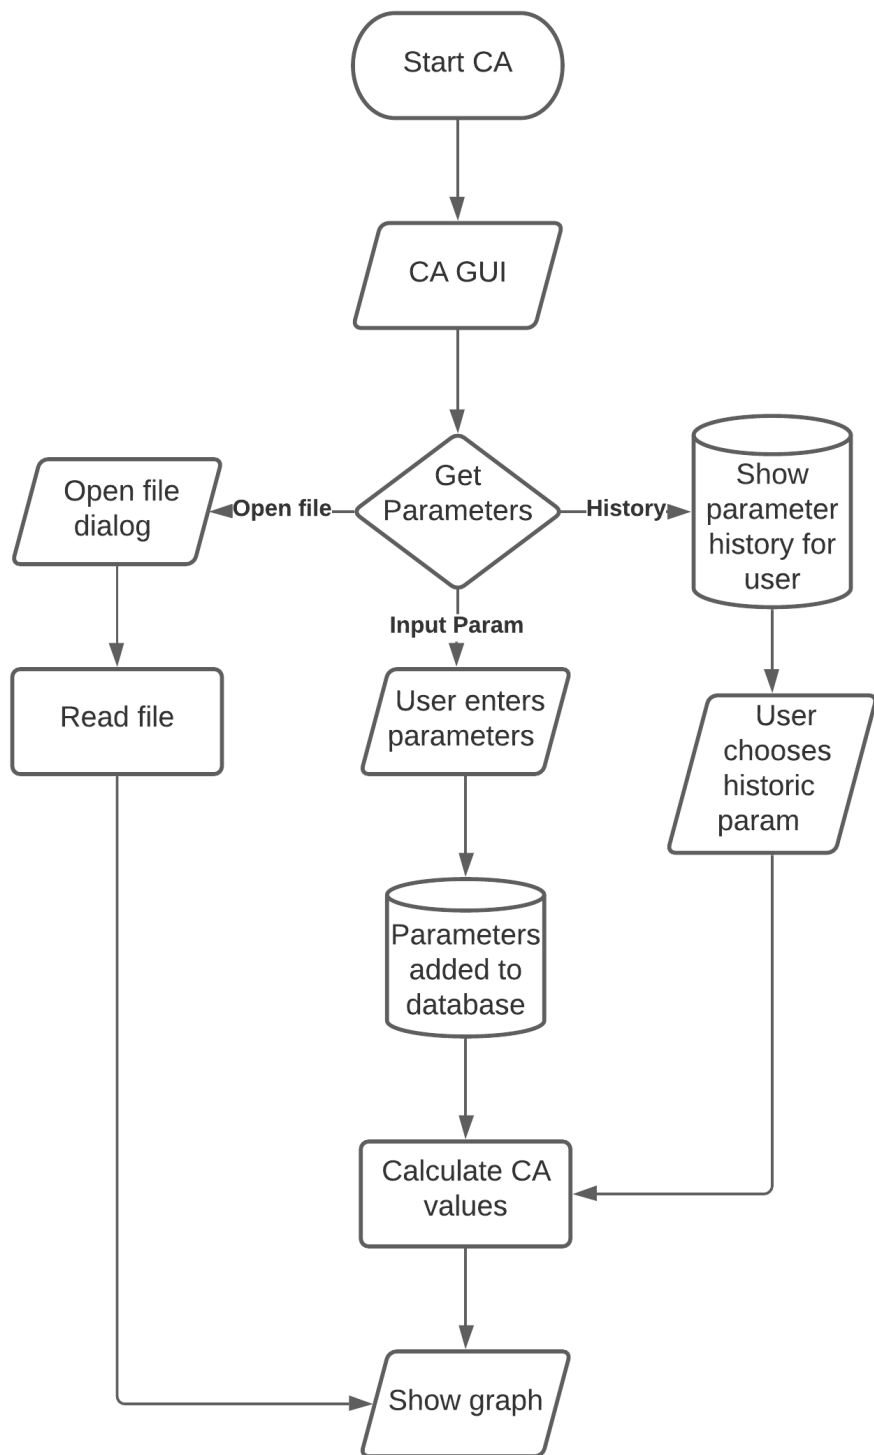 Start CA
CA GUI
Get
Parameters
Open file
History
Open file
dialog
Show
parameter
history for
user
Input Param
Read file
User enters
parameters
User
chooses
historic
param
Parameters
added to
database
Calculate CA
values
Show graph